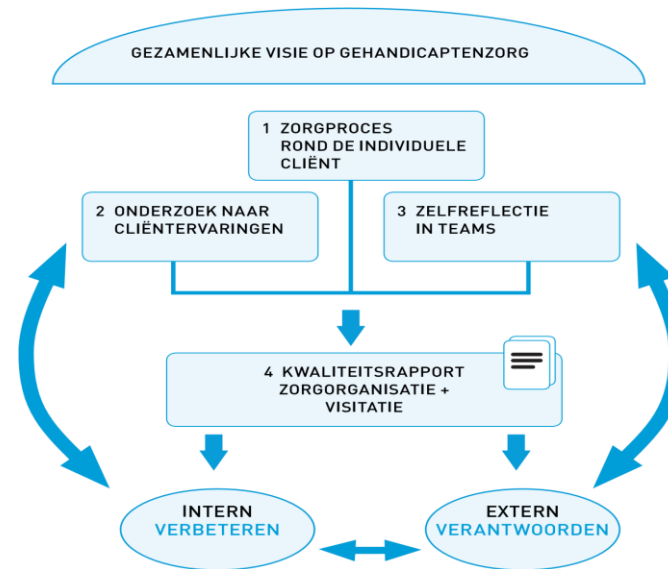 GEZAMENLIJKE VISIE OP GEHANDICAPTENZORG
1 ZORGPROCES
ROND DE INDIVIDUELE
CLIËNT
2 ONDERZOEK NAAR
CLIËNTERVARINGEN
3 ZELFREFLECTIE
IN TEAMS
4 KWALITEITSRAPPORT
ZORGORGANISATIE +
VISITATIE
INTERN
VERBETEREN
EXTERN
VERANTWOORDEN